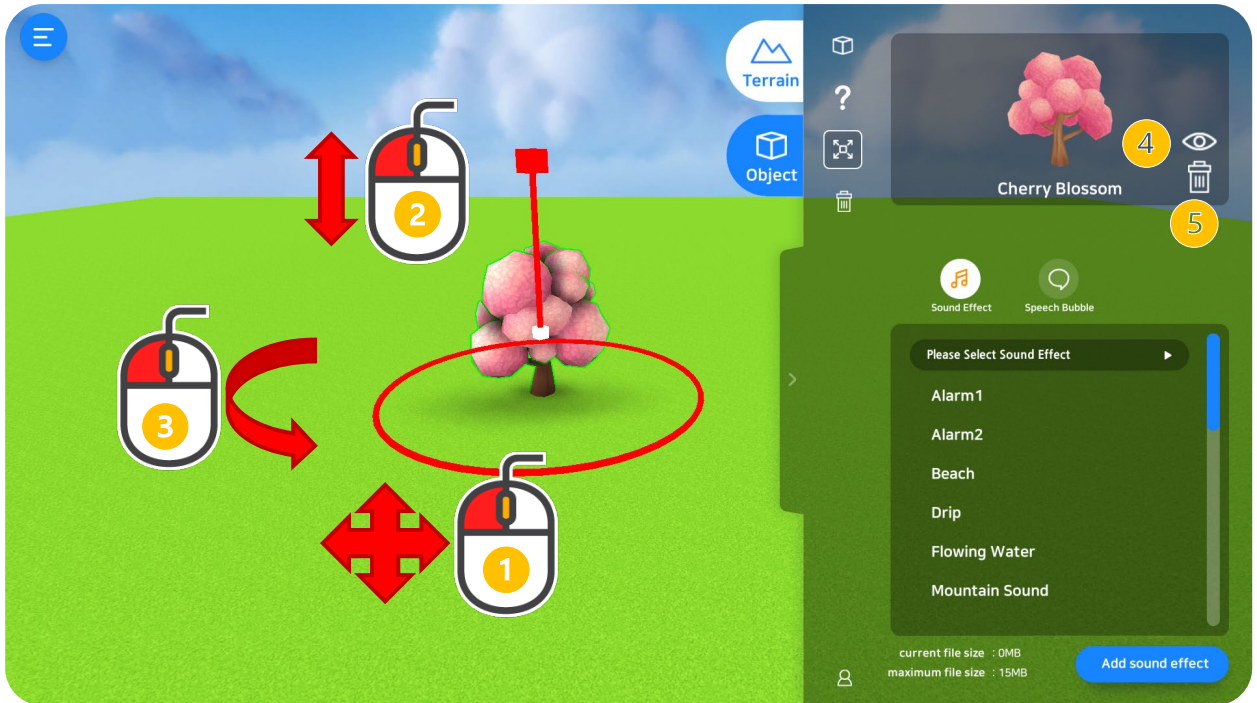 Terrain
Object
?
2
3
1
4
5
Cherry Blossom
Sound Effect
Speech Bubble
Please Select Sound Effect
Alarm1
Alarm2
Beach
Drip
Flowing Water
Mountain Sound
current file size : 0MB
maximum file size : 15MB
Add sound effect